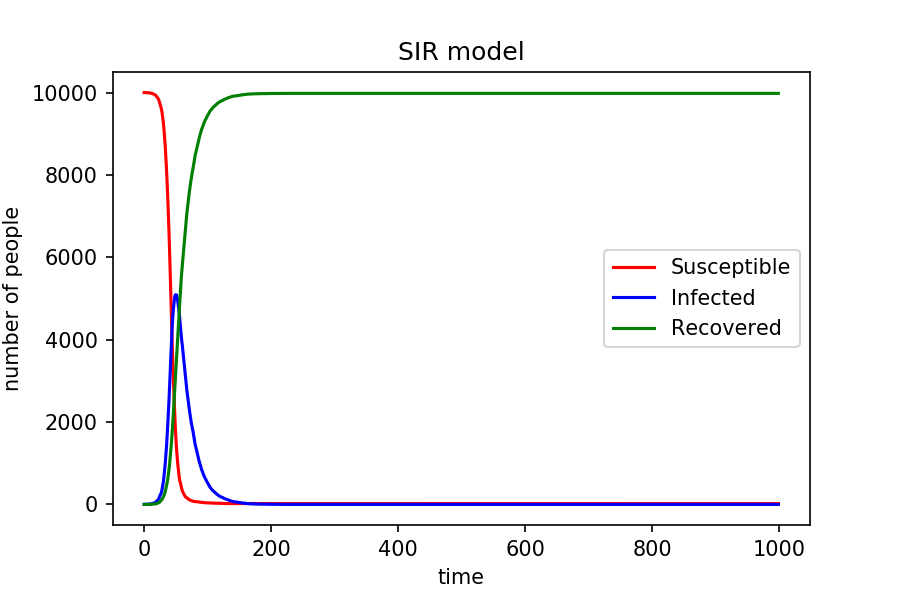 SIR model
number of people
10000
8000
6000
4000
2000
0
Susceptible
Infected
Recovered
0 200 400 600 800 1000
time